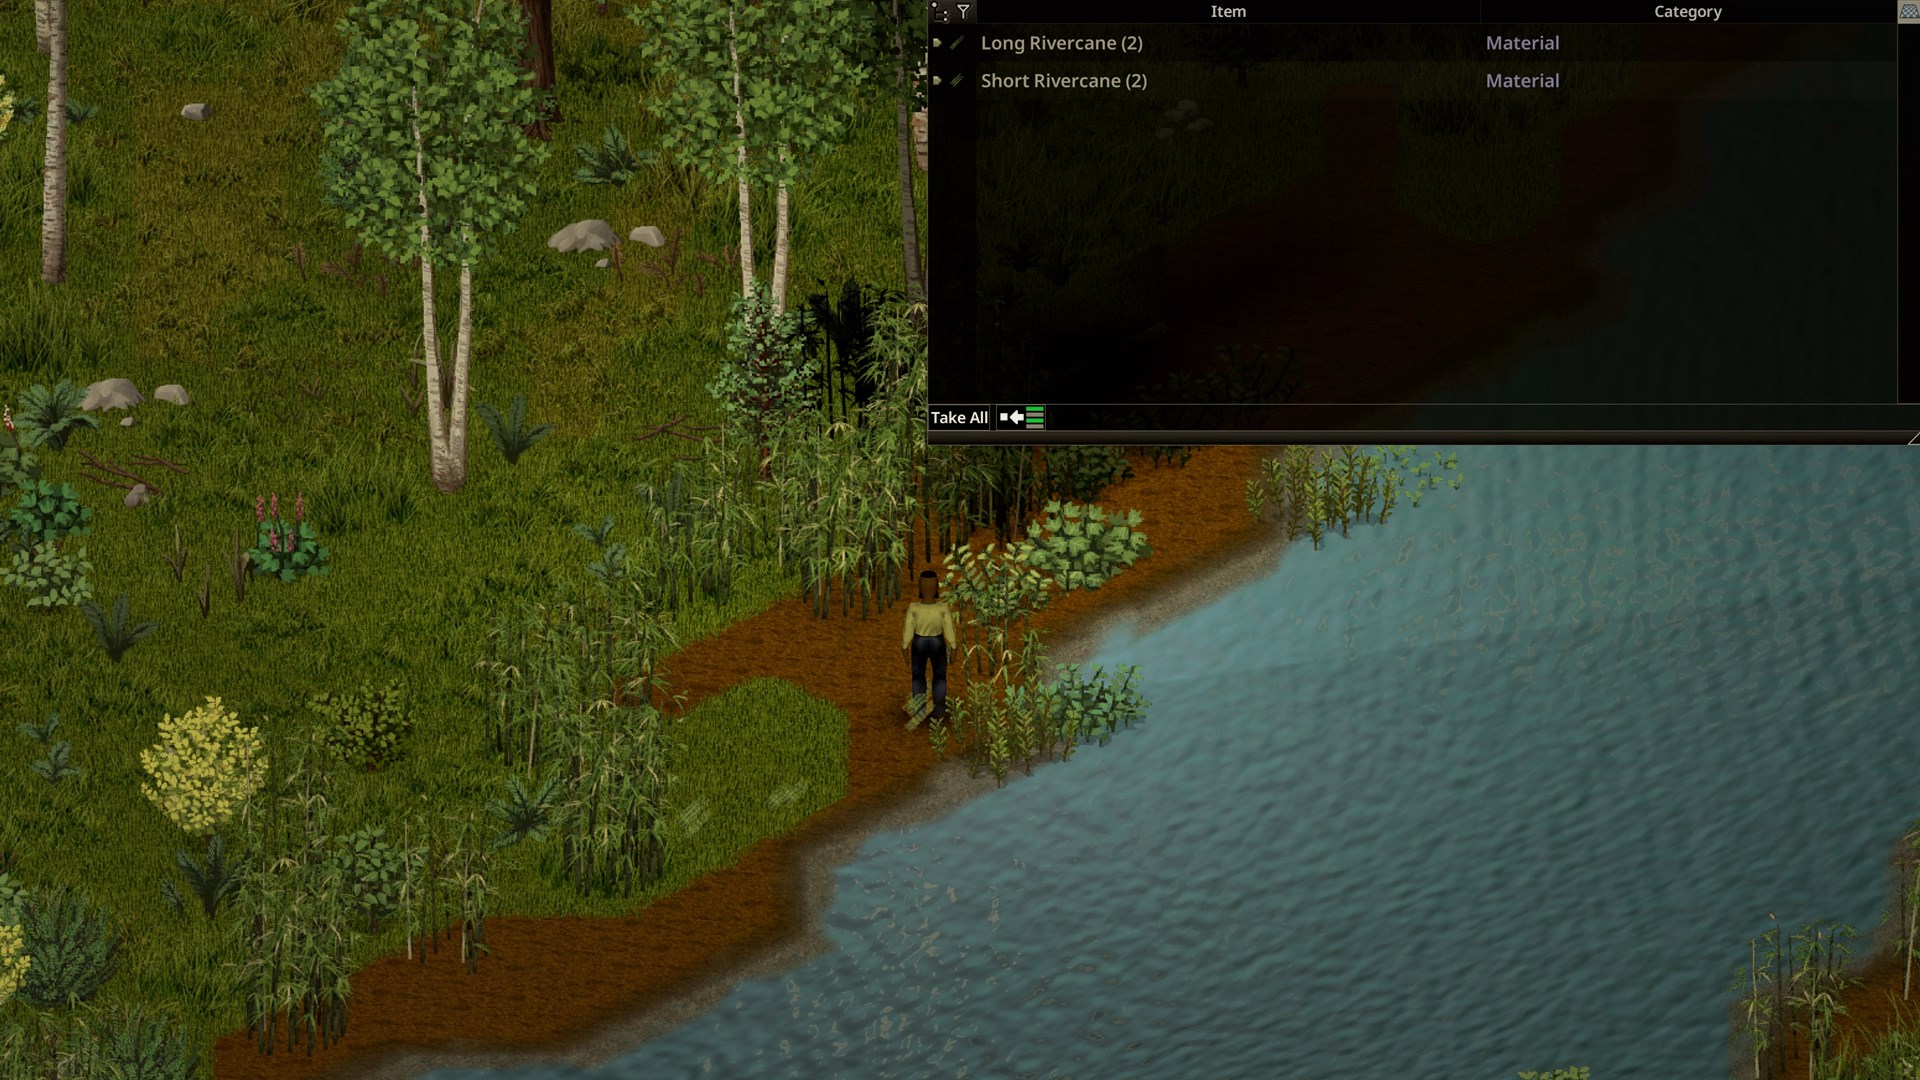 Item Category
Long Rivercane (2) Material
Short Rivercane (2) Material
Take All